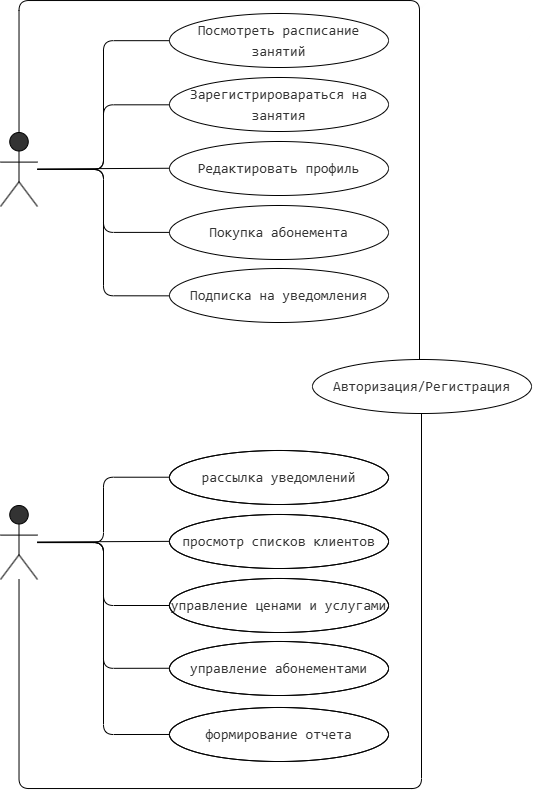 Посмотреть расписание
занятий
Зарегистрировараться на
занятия
Редактировать профиль
Покупка абонемента
Подписка на уведомления
Авторизация/Регистрация
рассылка уведомлений
просмотр списков клиентов
управление ценами и услугами
управление абонементами
формирование отчета